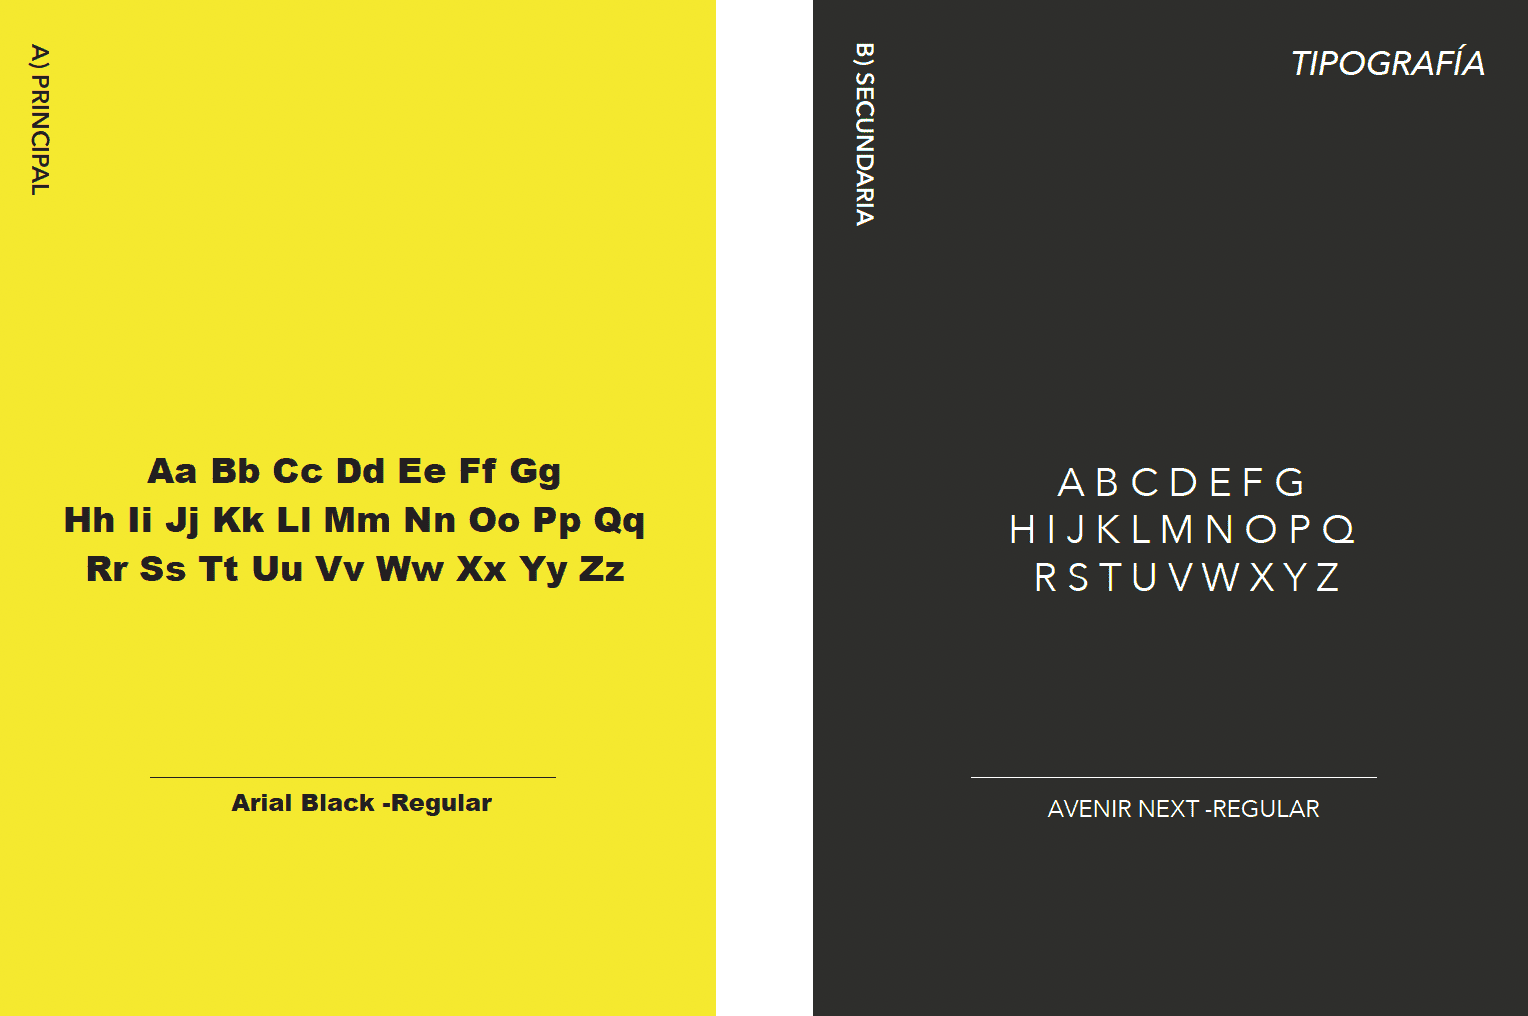 A) PRINCIPAL
Aa Bb Cc Dd Ee Ff Gg
Hh Ii Jj Kk Ll Mm Nn Oo Pp Qq
Rr Ss Tt Uu Vv Ww Xx Yy Zz
Arial Black -Regular
B) SECUNDARIA
TIPOGRAFÍA
A B C D E F G
H I J K L M N O P Q
R S T U V W X Y Z
AVENIR NEXT -REGULAR